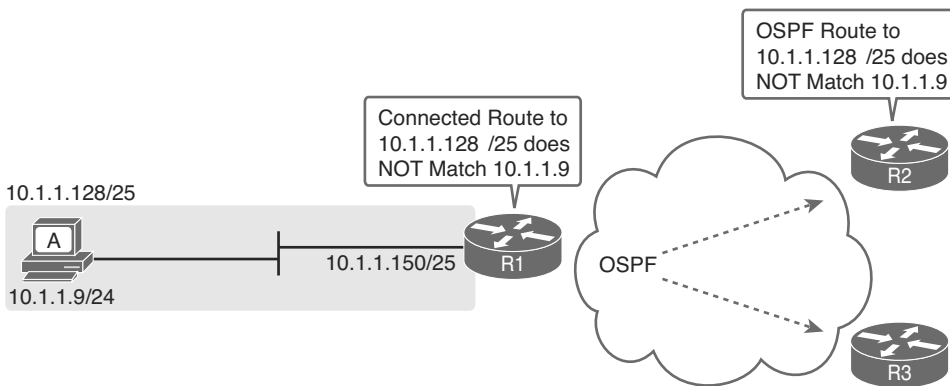 OSPF Route to
10.1.1.128 /25 does
NOT Match 10.1.1.9
Connected Route to
10.1.1.128 /25 does
NOT Match 10.1.1.9
R2
10.1.1.128/25
A
10.1.1.150/25
R1
OSPF
10.1.1.9/24
R3